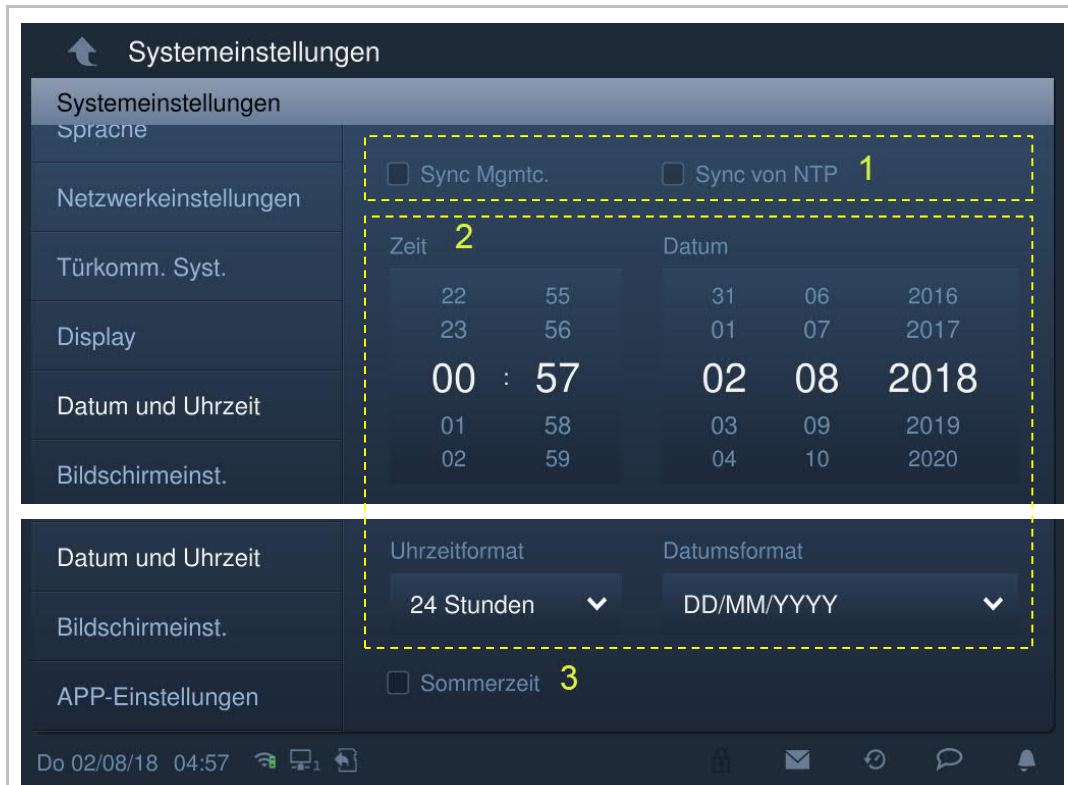 Systemeinstellungen
Systemeinstellungen
Sprache
Netzwerkeinstellungen
Türkomm. Syst.
Display
Datum und Uhrzeit
Bildschirmeinst.
Sync Mgmtc. Sync von NTP 1
Zeit 2 Datum
22 55 31 06 2016
23 56 01 07 2017
00 : 57 02 08 2018
01 58 03 09 2019
02 59 04 10 2020
Datum und Uhrzeit
Bildschirmeinst.
APP-Einstellungen
Uhrzeitformat Datumsformat
24 Stunden DD/MM/YYYY
Sommerzeit 3
Do 02/08/18 04:57 1